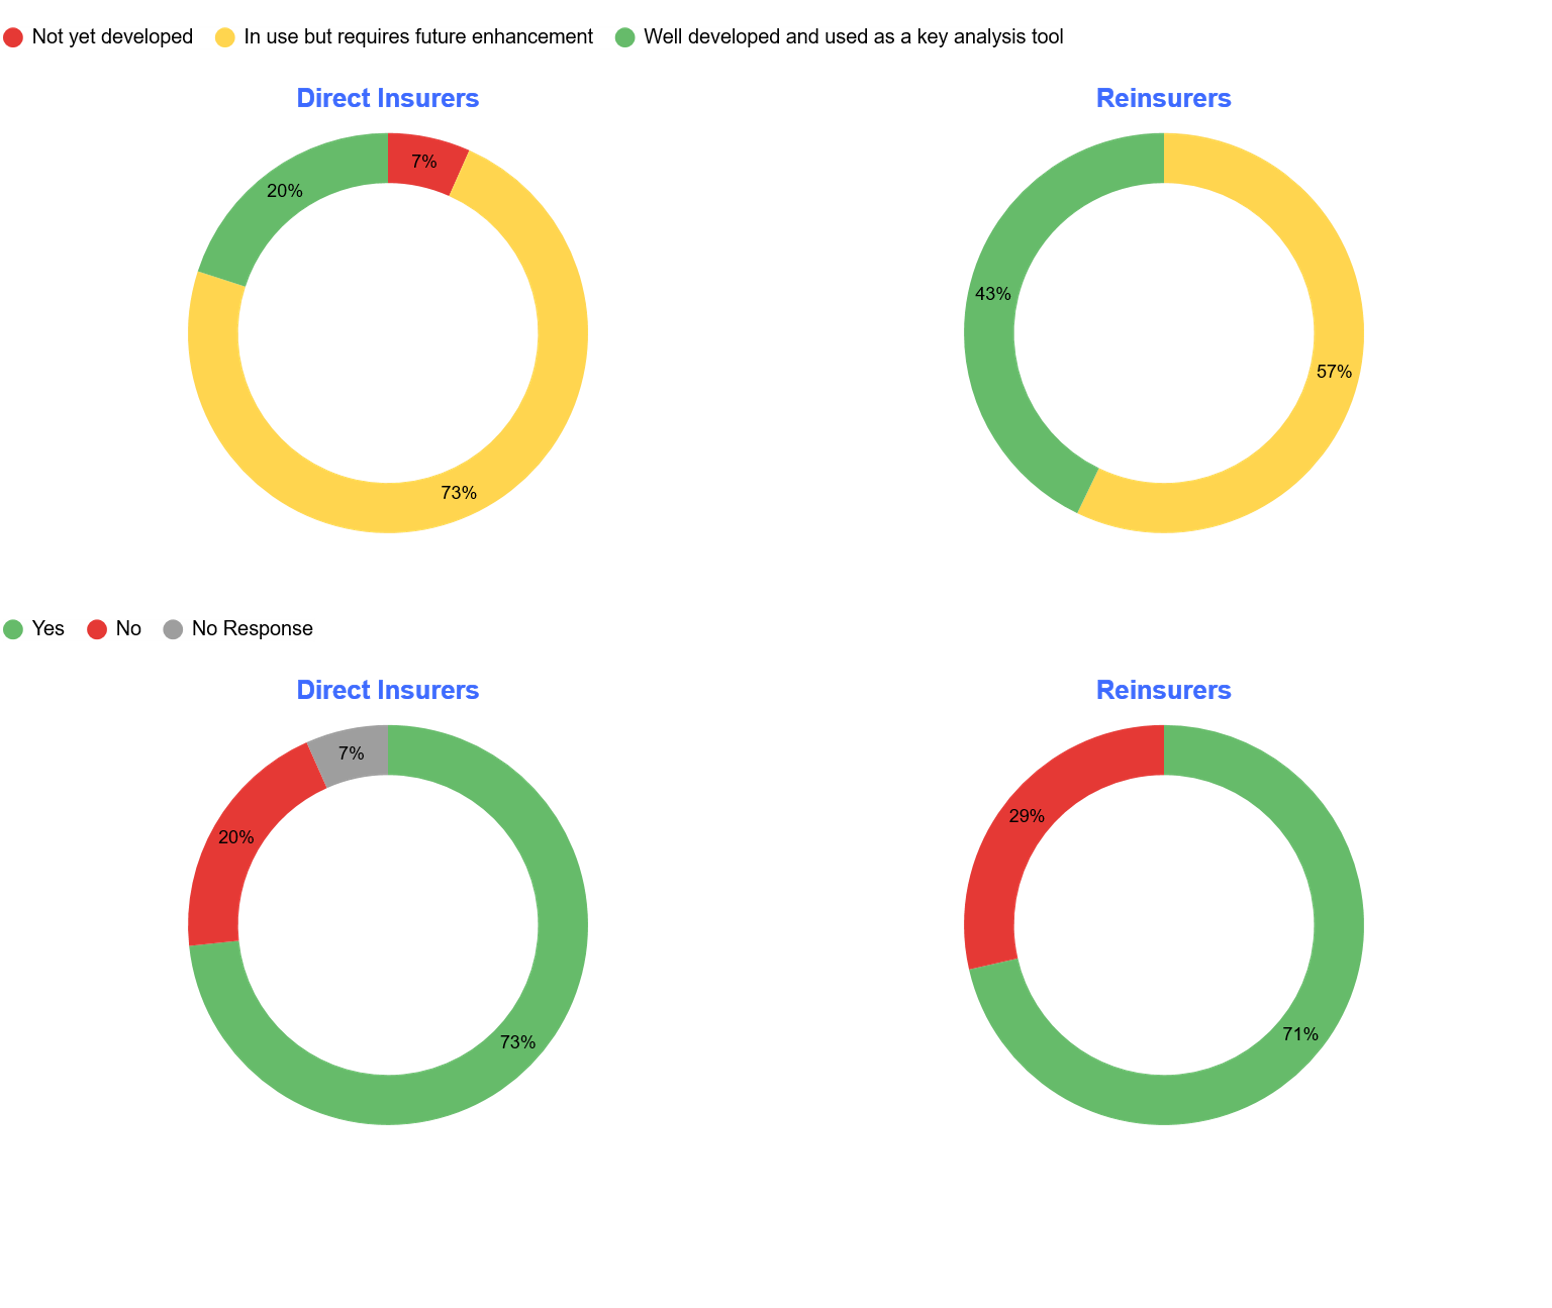 Not yet developed In use but requires future enhancement Well developed and used as a key analysis tool
Direct Insurers
7%
20%
73%
Reinsurers
43%
57%
Yes No No Response
Direct Insurers
7%
20%
73%
Reinsurers
29%
71%